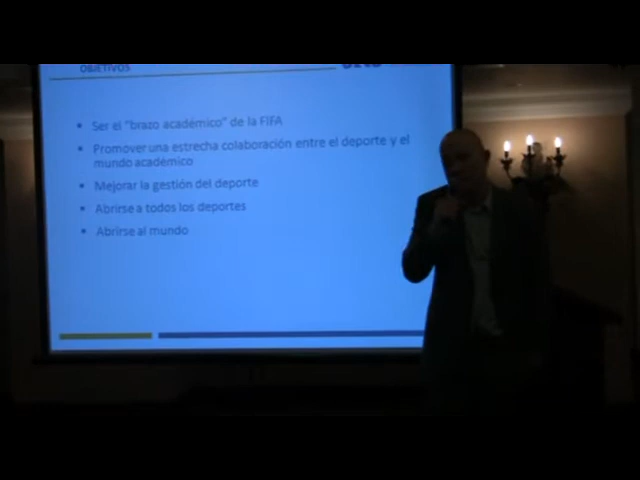 OBJETIVOS
Ser el "brazo académico" de la FIFA
Promover una estrecha colaboración entre el deporte y el
mundo académico
Mejorar la gestión del deporte
Abrirse a todos los deportes
Abrirse al mundo